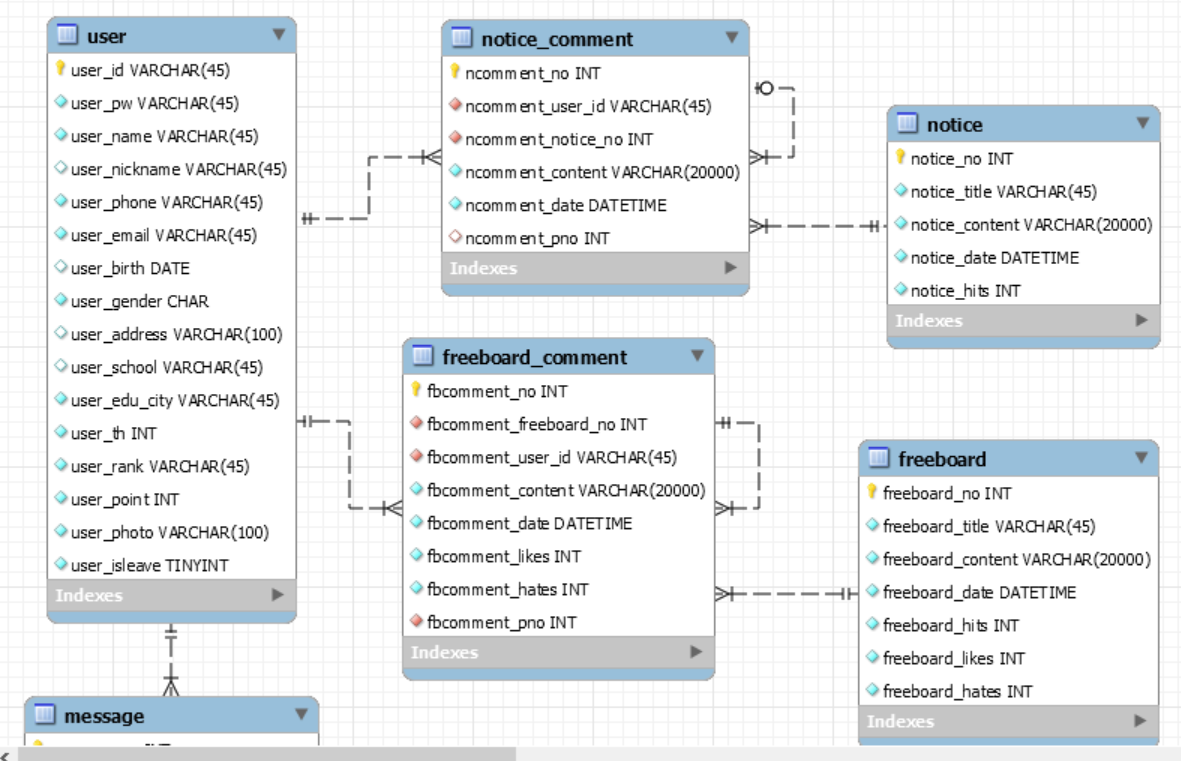 user
user_id VARCHAR(45)
user_pw VARCHAR(45)
user_name VARCHAR(45)
user_nickname VARCHAR(45)
user_phone VARCHAR(45)
user_email VARCHAR(45)
user_birth DATE
user_gender CHAR
user_address VARCHAR(100)
user_school VARCHAR(45)
user_edu_city VARCHAR(45)
user_th INT
user_rank VARCHAR(45)
user_point INT
user_photo VARCHAR(100)
user_isleave TINYINT
Indexes
notice_comment
ncomment_no INT
ncomment_user_id VARCHAR(45)
ncomment_notice_no INT
ncomment_content VARCHAR(20000)
ncomment_date DATETIME
ncomment_pno INT
Indexes
notice
notice_no INT
notice_title VARCHAR(45)
notice_content VARCHAR(20000)
notice_date DATETIME
notice_hits INT
Indexes
freeboard_comment
fbcomment_no INT
fbcomment_freeboard_no INT
fbcomment_user_id VARCHAR(45)
fbcomment_content VARCHAR(20000)
fbcomment_date DATETIME
fbcomment_likes INT
fbcomment_hates INT
fbcomment_pno INT
Indexes
freeboard
freeboard_no INT
freeboard_title VARCHAR(45)
freeboard_content VARCHAR(20000)
freeboard_date DATETIME
freeboard_hits INT
freeboard_likes INT
freeboard_hates INT
Indexes
message
INT